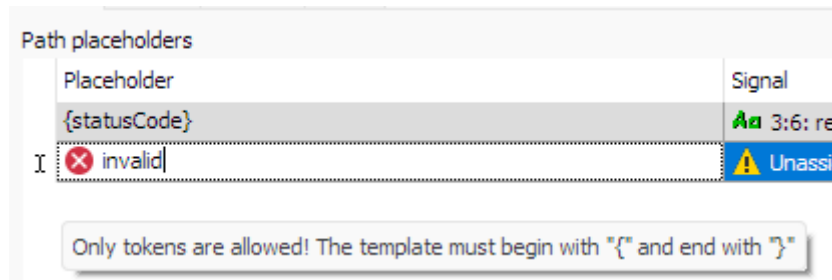 Path placeholders
Placeholder Signal
{statusCode} Aa 3:6: re
invalid Unassi
Only tokens are allowed! The template must begin with "{" and end with "}"